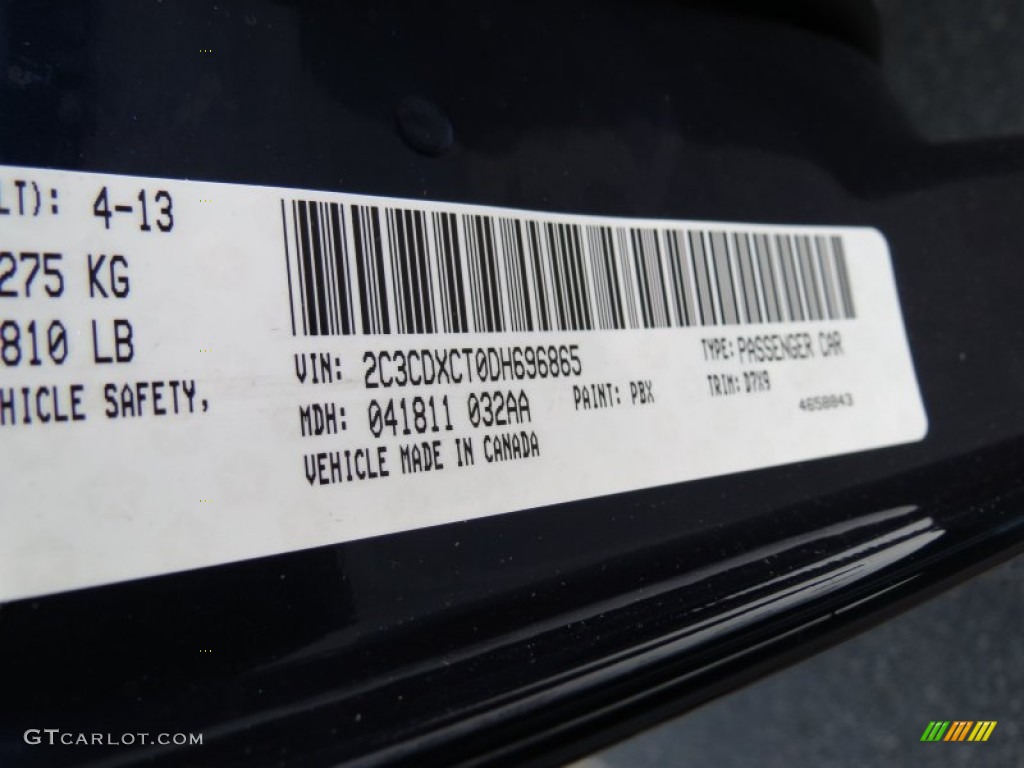 LT): 4-13
275 KG
810 LB
HICLE SAFETY,
VIN: 2C3CDXCT0DH696865
TYPE: PASSENGER CAR
MDH: 041811 032AA
PAINT: PBX
TRIM: D7X9
4658843
VEHICLE MADE IN CANADA
GTCARLOT.COM